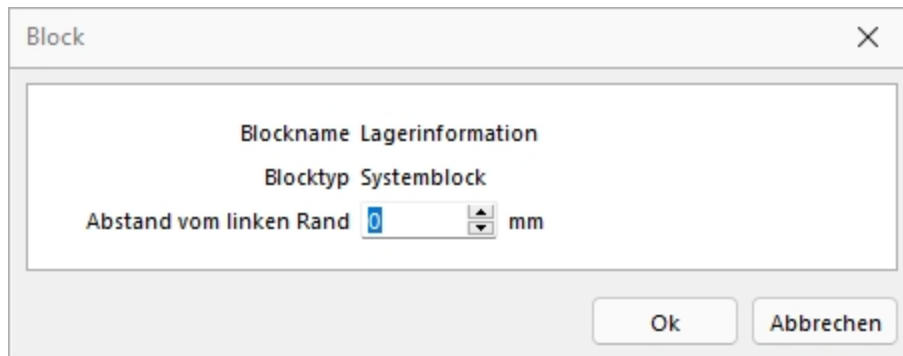 Block
Blockname Lagerinformation
Blocktyp Systemblock
Abstand vom linken Rand 0 mm
Ok Abbrechen